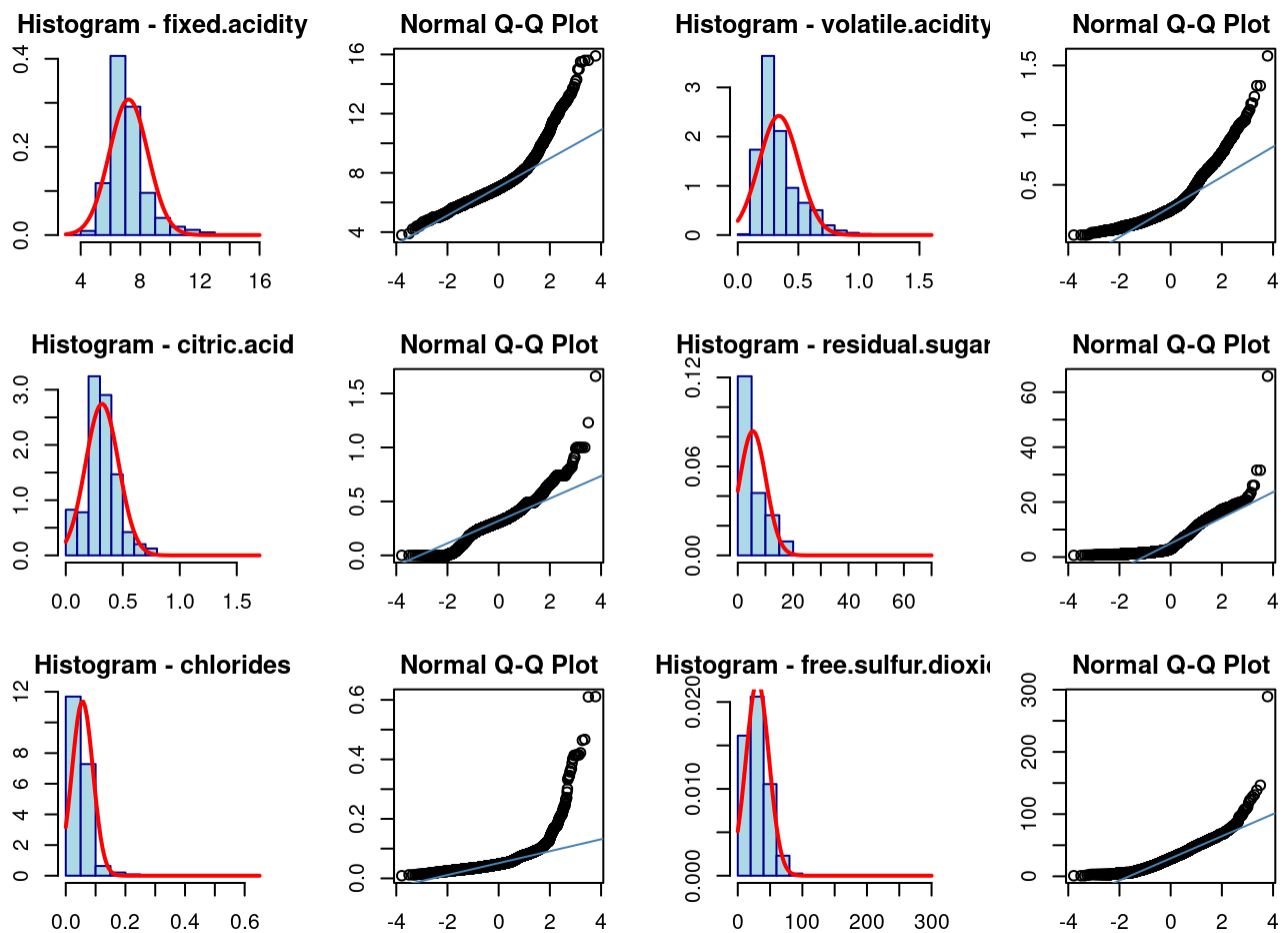 Histogram - fixed.acidity
Normal Q-Q Plot
Histogram - volatile.acidity
Normal Q-Q Plot
0.0 0.2 0.4
4 8 12 16
4 8 12 16
-4 -2 0 2 4
0 1 2 3
0.0 0.5 1.0 1.5
0.5 1.0 1.5
-4 -2 0 2 4
Histogram - citric.acid
Normal Q-Q Plot
Histogram - residual.sugar
Normal Q-Q Plot
0.0 1.0 2.0 3.0
0.0 0.5 1.0 1.5
0.0 0.5 1.0 1.5
-4 -2 0 2 4
0.00 0.06 0.12
0 20 40 60
0 20 40 60
-4 -2 0 2 4
Histogram - chlorides
Normal Q-Q Plot
Histogram - free.sulfur.dioxi
Normal Q-Q Plot
0 2 4 6 8 12
0.0 0.2 0.4 0.6
0.0 0.2 0.4 0.6
-4 -2 0 2 4
0.000 0.010 0.020
0 100 200 300
0 100 200 300
-4 -2 0 2 4